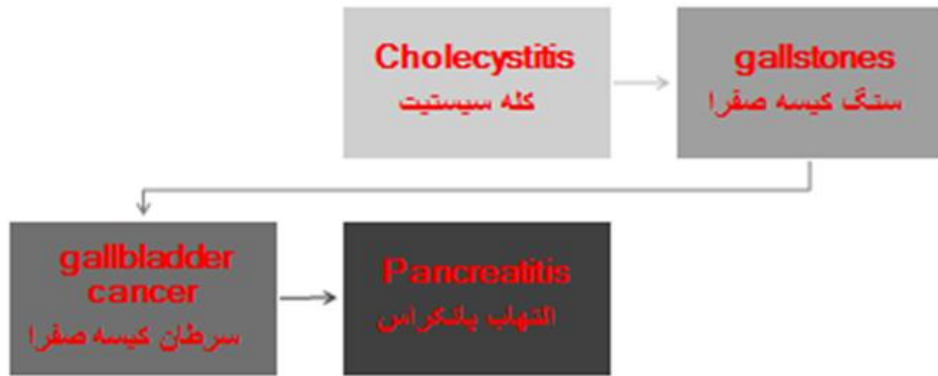 Cholecystitis
کله سیستیت
gallstones
سنگ کیسه صفرا
gallbladder
cancer
سرطان کیسه صفرا
Pancreatitis
التهاب پانکراس